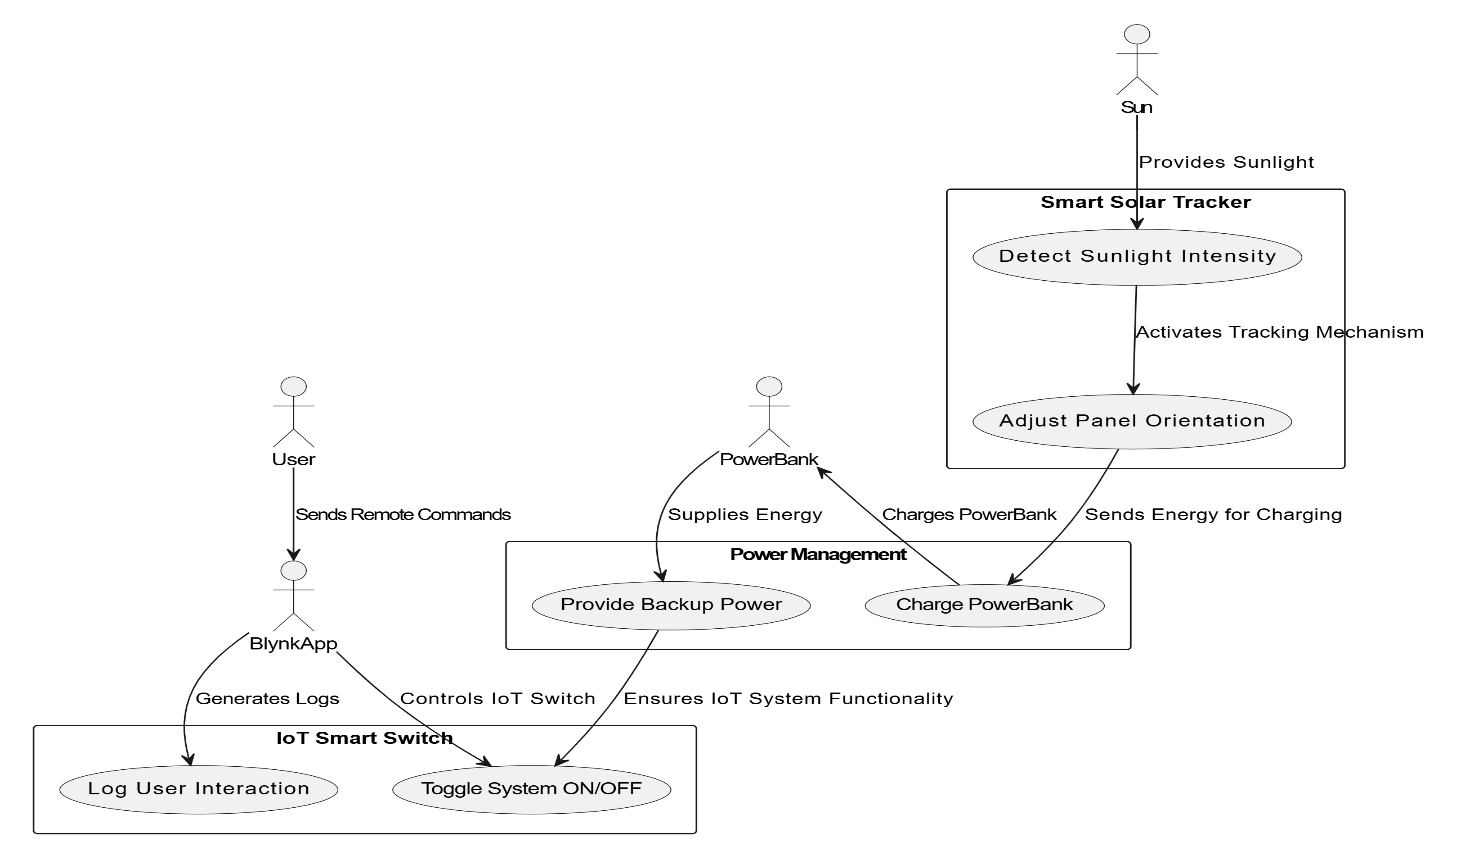 Sun
Provides Sunlight
Smart Solar Tracker
Detect Sunlight Intensity
Activates Tracking Mechanism
Adjust Panel Orientation
User
PowerBank
Sends Remote Commands
Supplies Energy
Charges PowerBank
Sends Energy for Charging
Power Management
Provide Backup Power
Charge PowerBank
BlynkApp
Generates Logs
Controls IoT Switch
Ensures IoT System Functionality
IoT Smart Switch
Log User Interaction
Toggle System ON/OFF